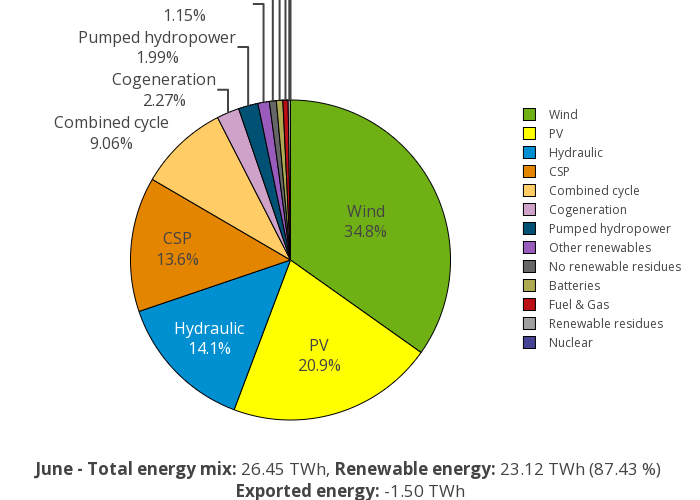 1.15%
Pumped hydropower
1.99%
Cogeneration
2.27%
Combined cycle
9.06%
Wind
34.8%
CSP
13.6%
Hydraulic
14.1%
PV
20.9%
Wind
PV
Hydraulic
CSP
Combined cycle
Cogeneration
Pumped hydropower
Other renewables
No renewable residues
Batteries
Fuel & Gas
Renewable residues
Nuclear
June - Total energy mix: 26.45 TWh, Renewable energy: 23.12 TWh (87.43 %)
Exported energy: -1.50 TWh